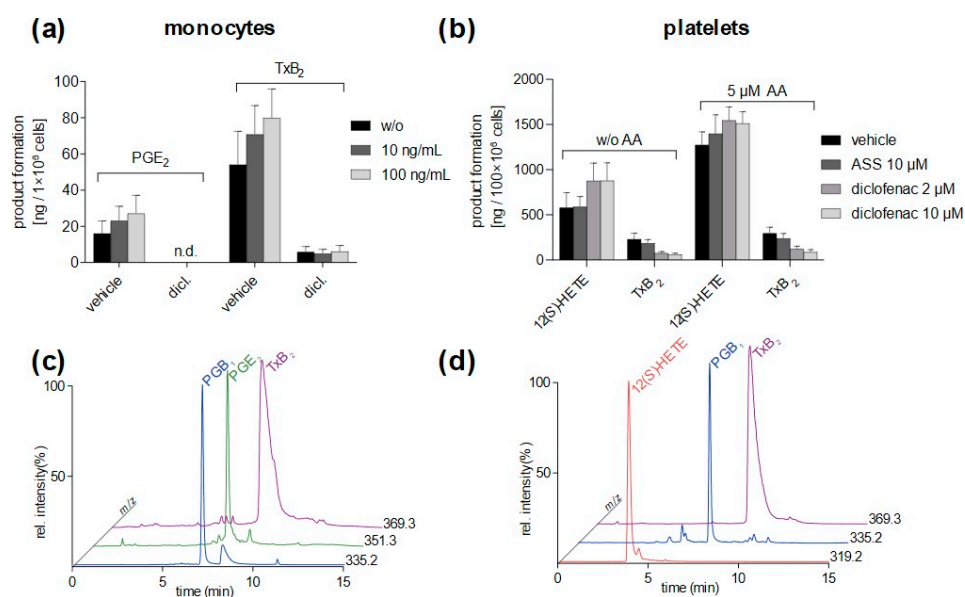 (a) monocytes
TxB2
100
80
60
40
20
0
product formation
[ng / 1×10⁶ cells]
PGE2
n.d.
w/o
10 ng/mL
100 ng/mL
vehicle
dicl.
vehicle
dicl.
(b) platelets
2000
1500
1000
500
0
product formation
[ng / 100×10⁶ cells]
w/o AA
5 µM AA
vehicle
ASS 10 µM
diclofenac 2 µM
diclofenac 10 µM
12(S)-HETE
TxB2
12(S)-HETE
TxB2
(c)
PGB1
PGE2
TxB2
100
50
rel. intensity(%)
m/z
369.3
351.3
335.2
0
5
10
15
time (min)
(d)
12(S)-HETE
PGB1
TxB2
100
50
rel. intensity(%)
m/z
369.3
335.2
319.2
0
5
10
15
time (min)